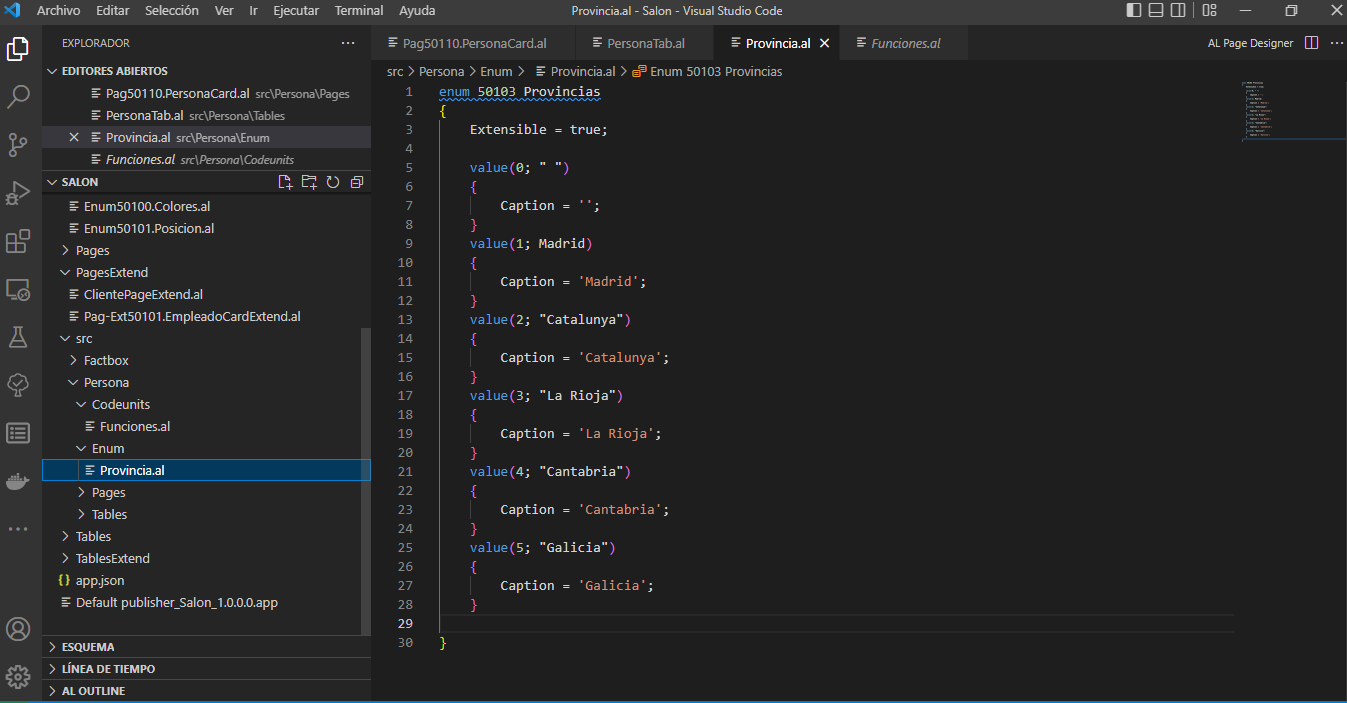 Archivo Editar Selección Ver Ir Ejecutar Terminal Ayuda
Provincia.al - Salon - Visual Studio Code
EXPLORADOR
EDITORES ABIERTOS
Pag50110.PersonaCard.al src\Persona\Pages
PersonaTab.al src\Persona\Tables
Provincia.al src\Persona\Enum
Funciones.al src\Persona\Codeunits
SALON
Enum50100.Colores.al
Enum50101.Posicion.al
Pages
PagesExtend
ClientePageExtend.al
Pag-Ext50101.EmpleadoCardExtend.al
src
Factbox
Persona
Codeunits
Funciones.al
Enum
Provincia.al
Pages
Tables
Tables
TablesExtend
{} app.json
Default publisher_Salon_1.0.0.0.app
ESQUEMA
LÍNEA DE TIEMPO
AL OUTLINE
Pag50110.PersonaCard.al PersonaTab.al Provincia.al Funciones.al
AL Page Designer
src > Persona > Enum > Provincia.al > Enum 50103 Provincias
1 enum 50103 Provincias
2 {
3 Extensible = true;
4
5 value(0; " ")
6 {
7 Caption = '';
8 }
9 value(1; Madrid)
10 {
11 Caption = 'Madrid';
12 }
13 value(2; "Catalunya")
14 {
15 Caption = 'Catalunya';
16 }
17 value(3; "La Rioja")
18 {
19 Caption = 'La Rioja';
20 }
21 value(4; "Cantabria")
22 {
23 Caption = 'Cantabria';
24 }
25 value(5; "Galicia")
26 {
27 Caption = 'Galicia';
28 }
29
30 }